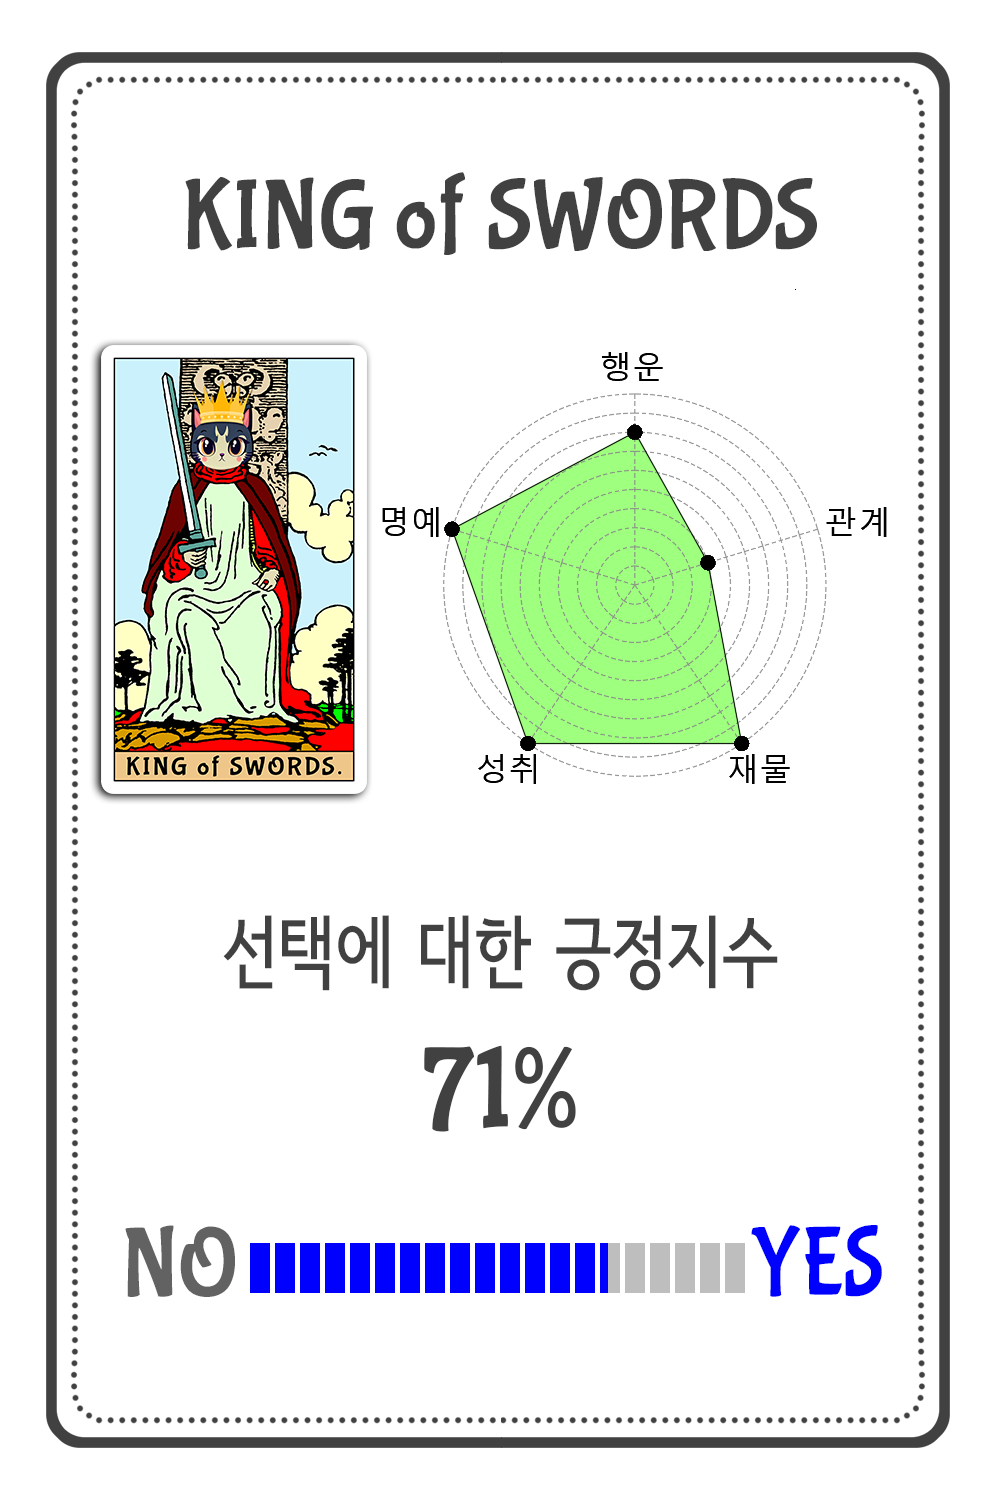 KING of SWORDS
행운
명예
관계
성취
재물
KING of SWORDS.
선택에 대한 긍정지수
71%
NO
YES